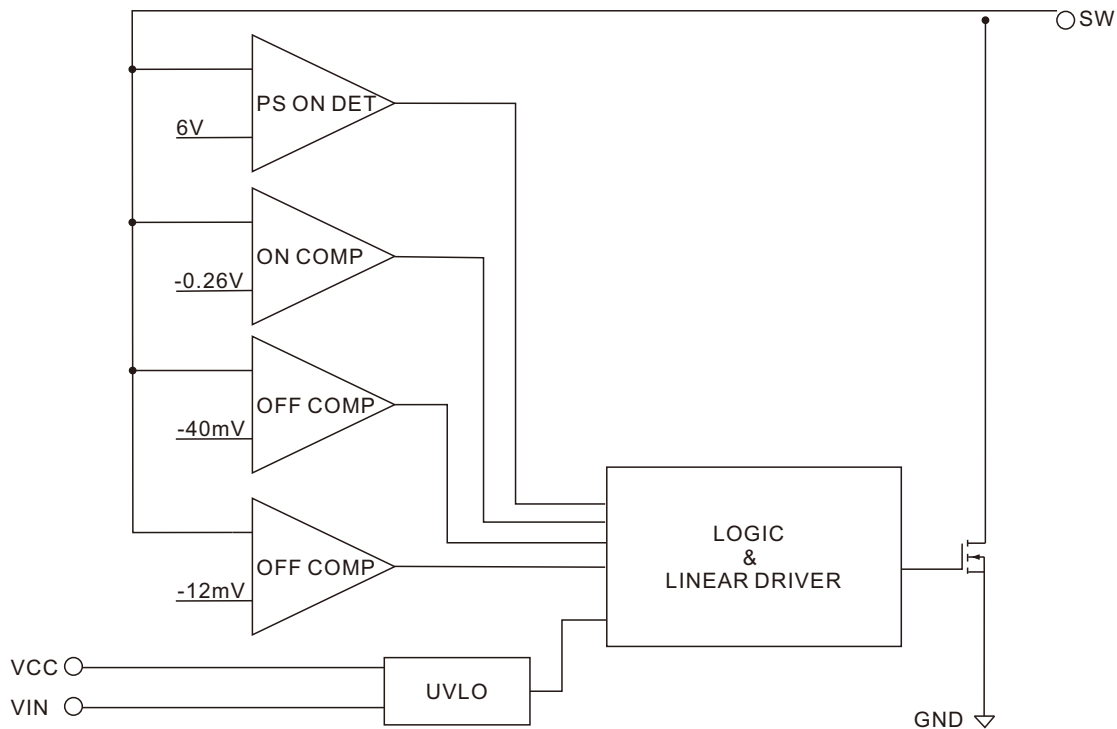 SW
PS ON DET
6V
ON COMP
-0.26V
OFF COMP
-40mV
OFF COMP
-12mV
LOGIC
&
LINEAR DRIVER
VCC
UVLO
VIN
GND